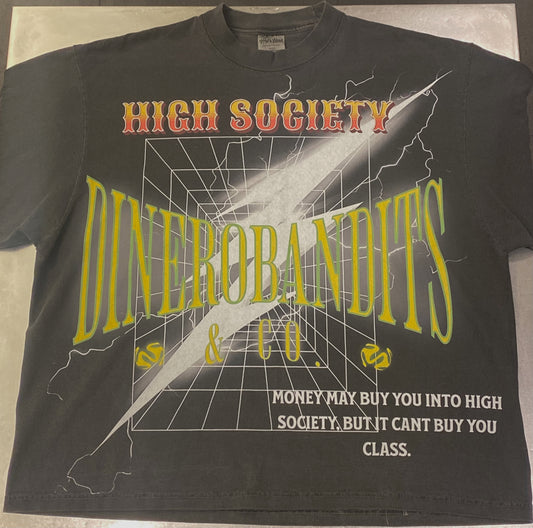 HIGH SOCIETY
DINEROBANDITS
& CO.
MONEY MAY BUY YOU INTO HIGH
SOCIETY, BUT IT CANT BUY YOU
CLASS.